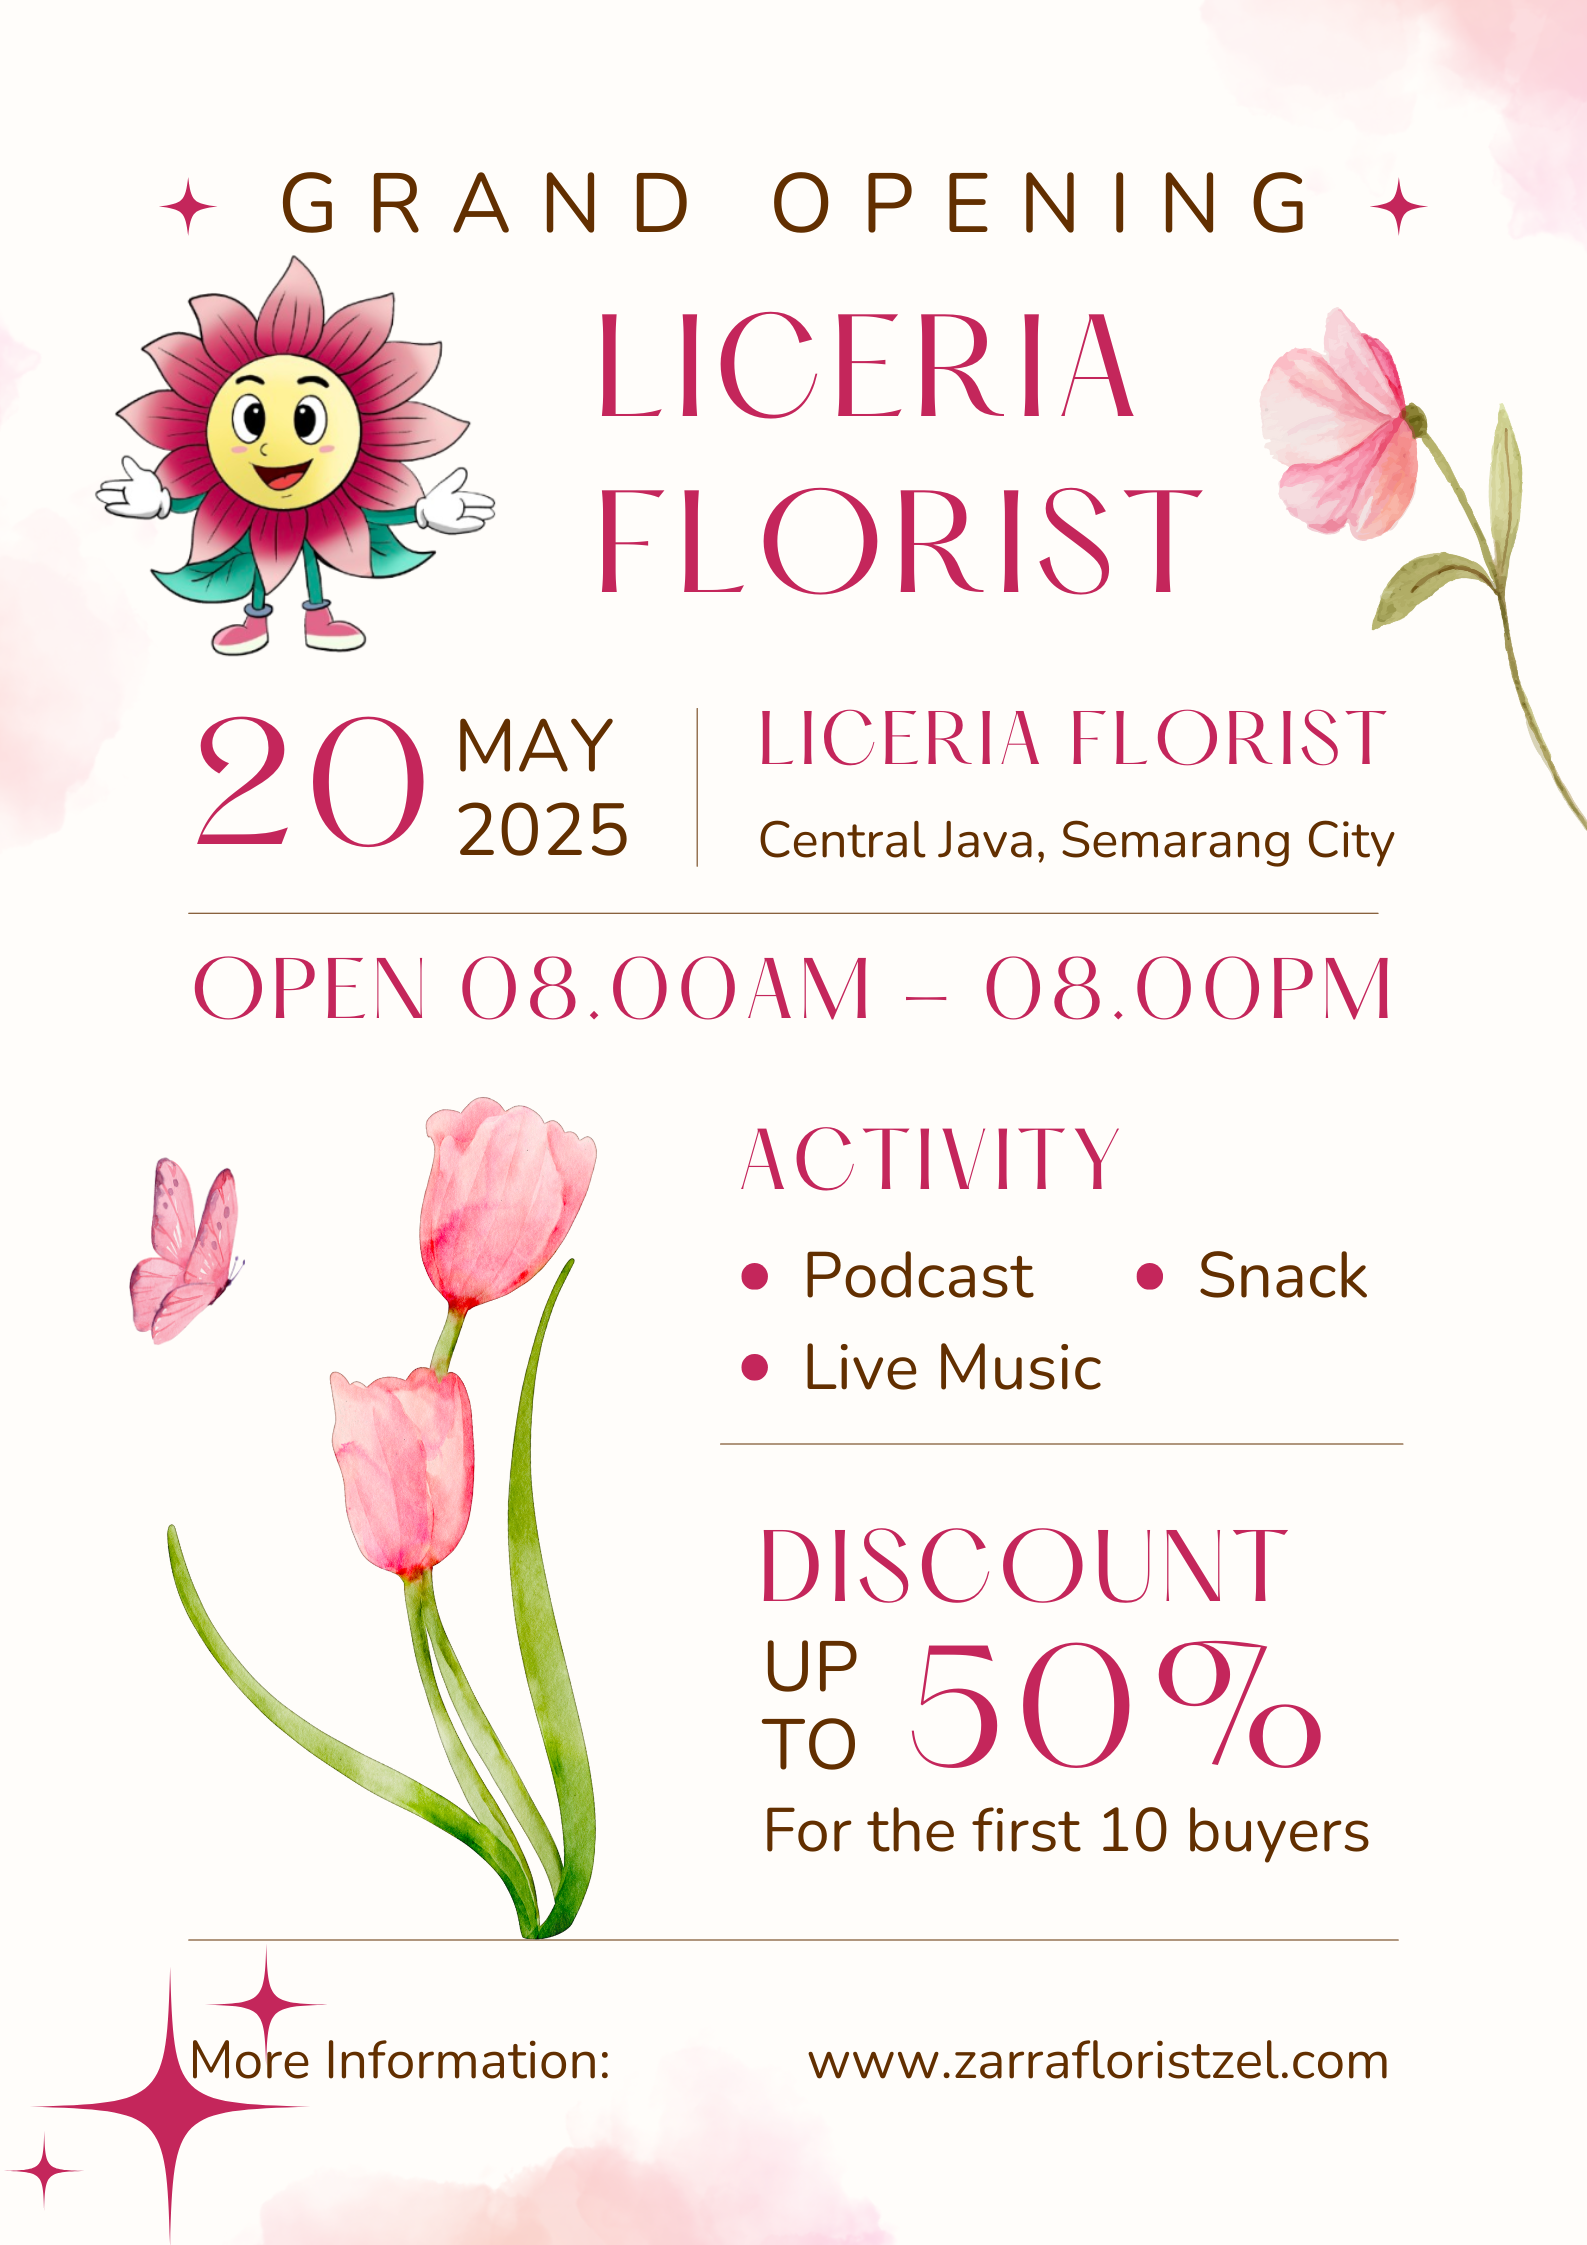 GRAND OPENING
LICERIA
FLORIST
20
MAY
2025
LICERIA FLORIST
Central Java, Semarang City
OPEN 08.00AM – 08.00PM
ACTIVITY
• Podcast
• Snack
• Live Music
DISCOUNT
UP
TO
50%
For the first 10 buyers
More Information:
www.zarrafloristzel.com